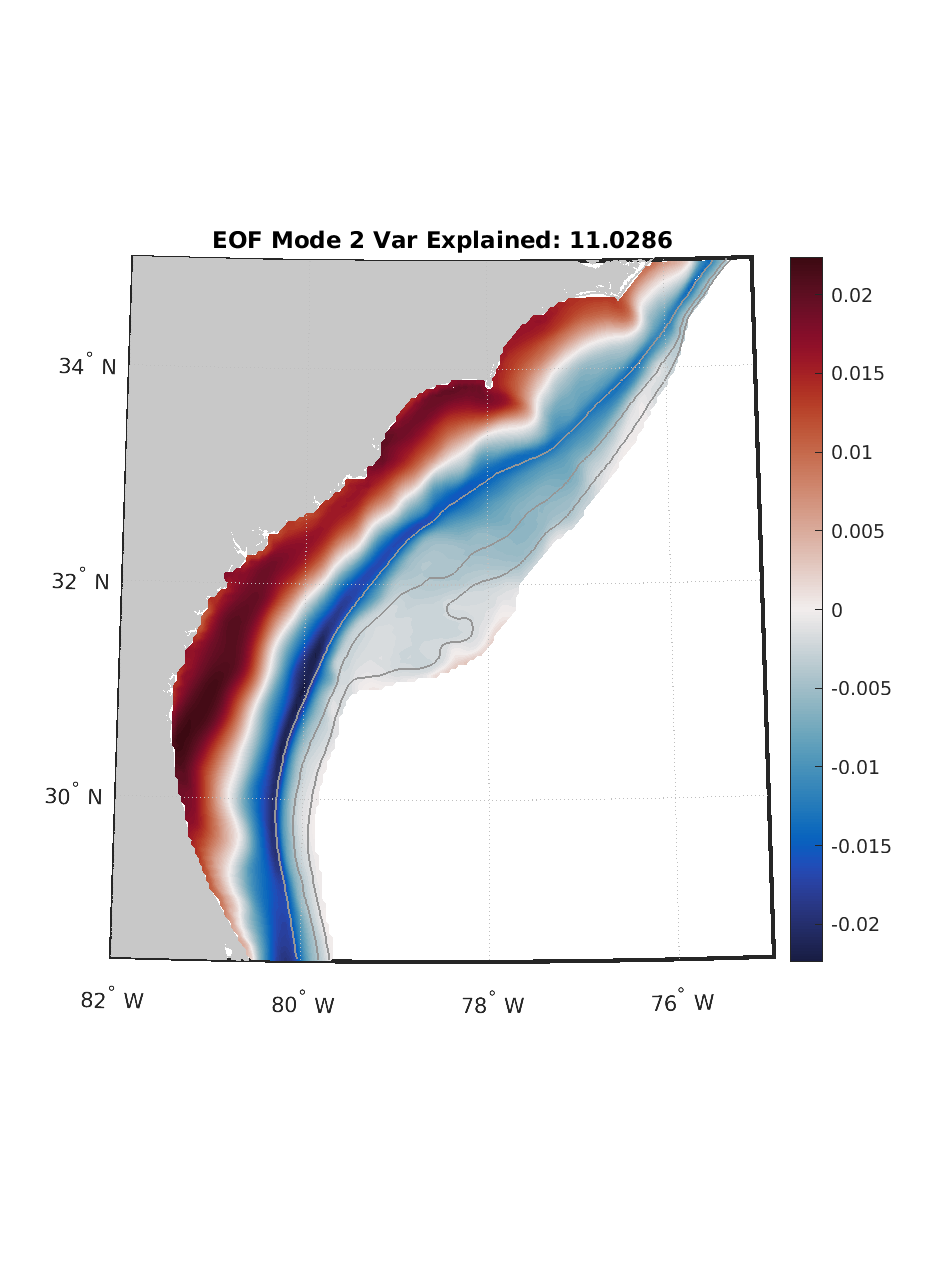 EOF Mode 2 Var Explained: 11.0286
34° N
32° N
30° N
82° W
80° W
78° W
76° W
0.02
0.015
0.01
0.005
0
-0.005
-0.01
-0.015
-0.02